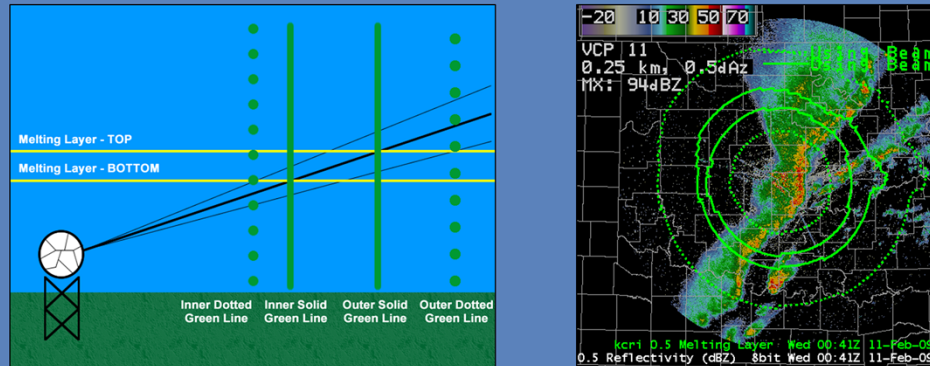 Melting Layer - TOP
Melting Layer - BOTTOM
Inner Dotted
Green Line
Inner Solid
Green Line
Outer Solid
Green Line
Outer Dotted
Green Line
-20 10 30 50 70
VCP 11
0.25 km, 0.5dAz
MX: 94dBZ
kcri 0.5 Melting Layer Wed 00:41Z 11-Feb-09
0.5 Reflectivity (dBZ) 8bit Wed 00:41Z 11-Feb-09